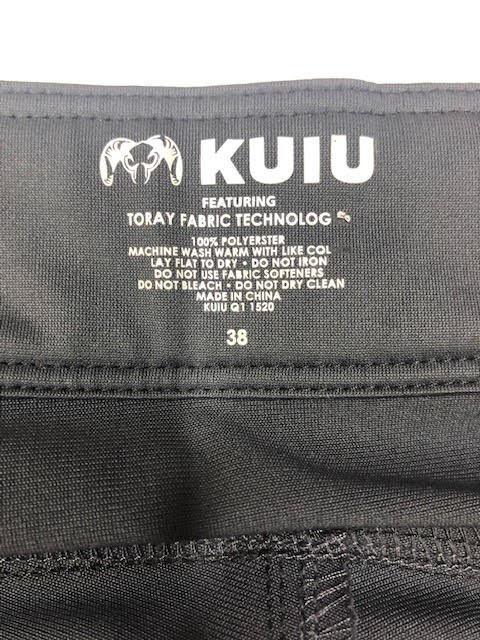 KUIU
FEATURING
TORAY FABRIC TECHNOLOG
100% POLYERSTER
MACHINE WASH WARM WITH LIKE COL
LAY FLAT TO DRY • DO NOT IRON
DO NOT USE FABRIC SOFTENERS
DO NOT BLEACH • DO NOT DRY CLEAN
MADE IN CHINA
KUIU Q1 1520
38